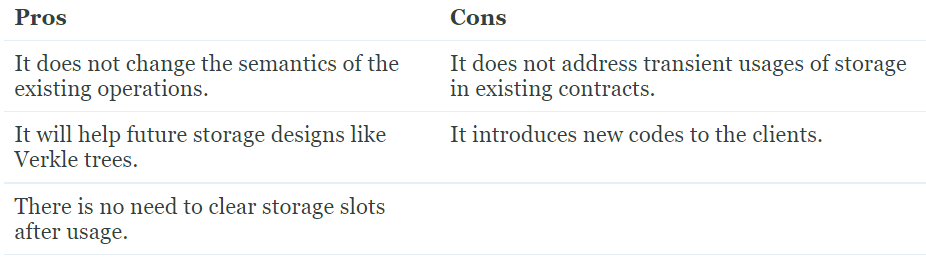 Pros
Cons
It does not change the semantics of the
existing operations.
It does not address transient usages of storage
in existing contracts.
It will help future storage designs like
Verkle trees.
It introduces new codes to the clients.
There is no need to clear storage slots
after usage.